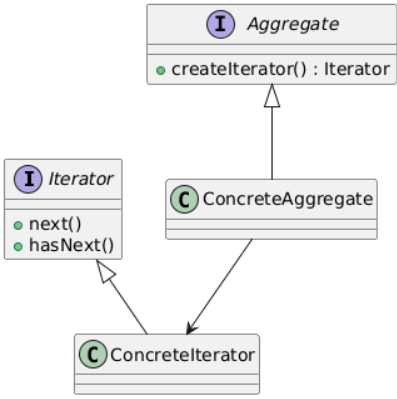 I Aggregate
createIterator() : Iterator
I Iterator
next()
hasNext()
C ConcreteAggregate
C ConcreteIterator